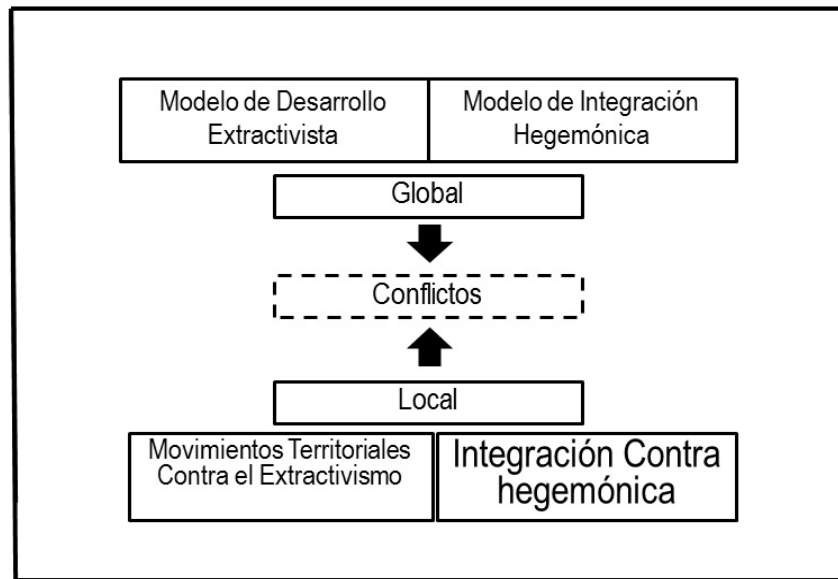 Modelo de Desarrollo
Extractivista
Modelo de Integración
Hegemónica
Global
Conflictos
Local
Movimientos Territoriales
Contra el Extractivismo
Integración Contra
hegemónica